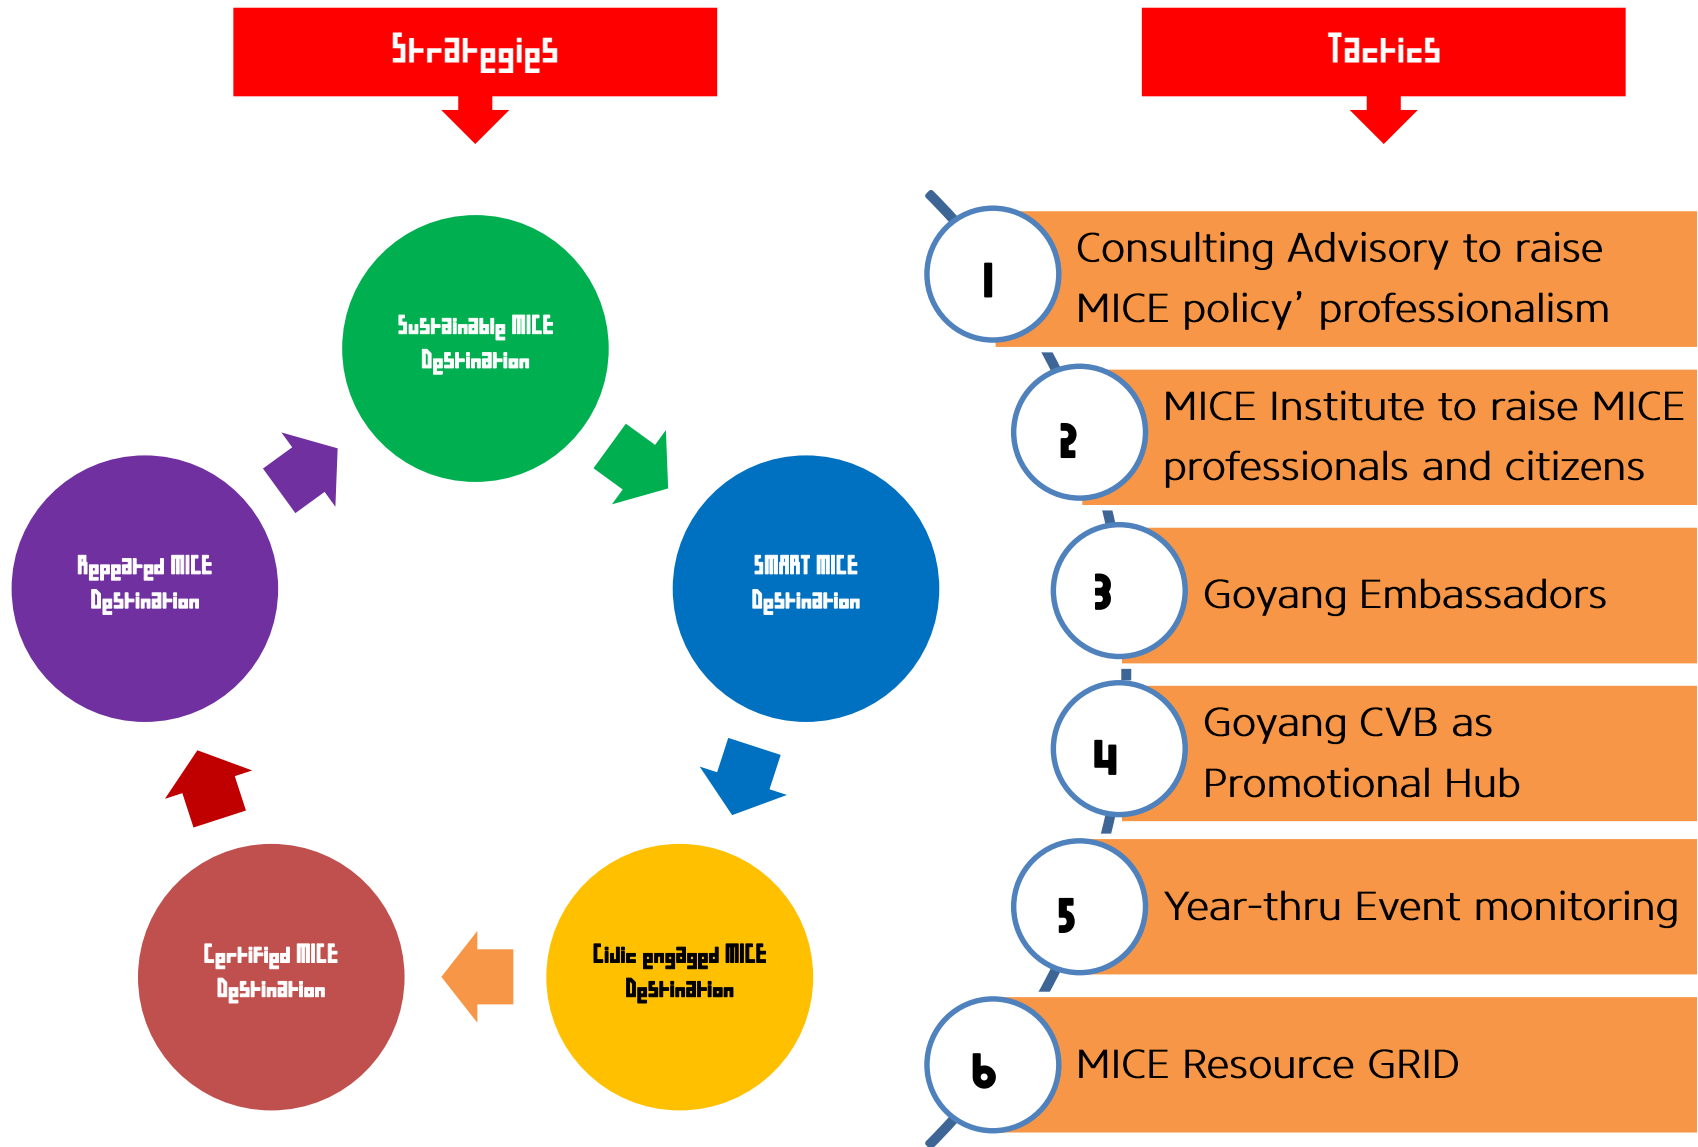 Strategies
Sustainable MICE
Destination
SMART MICE
Destination
Civic engaged MICE
Destination
Certified MICE
Destination
Repeated MICE
Destination
Tactics
1
Consulting Advisory to raise
MICE policy’ professionalism
2
MICE Institute to raise MICE
professionals and citizens
3
Goyang Embassadors
4
Goyang CVB as
Promotional Hub
5
Year-thru Event monitoring
6
MICE Resource GRID